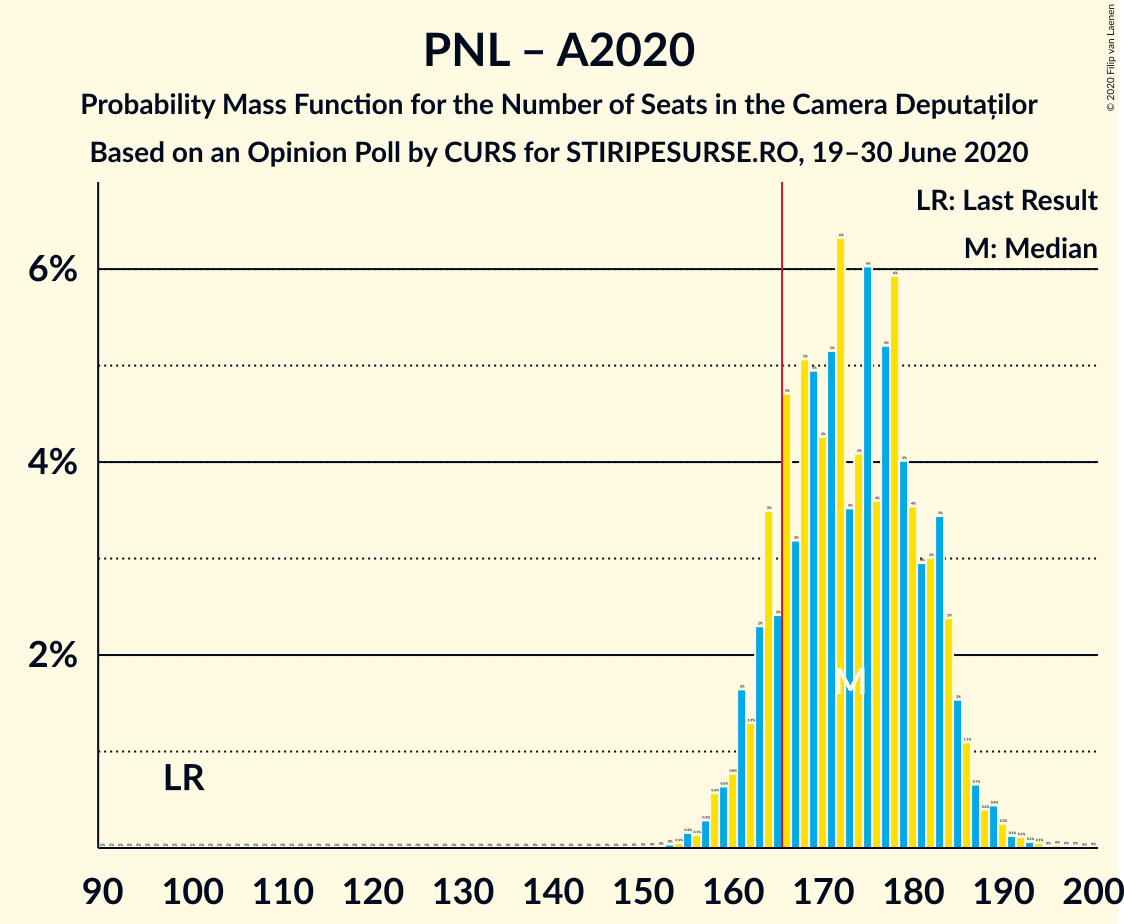 PNL – A2020
Probability Mass Function for the Number of Seats in the Camera Deputaților
Based on an Opinion Poll by CURS for STIRIPESURSE.RO, 19–30 June 2020
© 2020 Filip van Laenen
LR: Last Result
M: Median
6%
4%
2%
LR
M
90 100 110 120 130 140 150 160 170 180 190 200